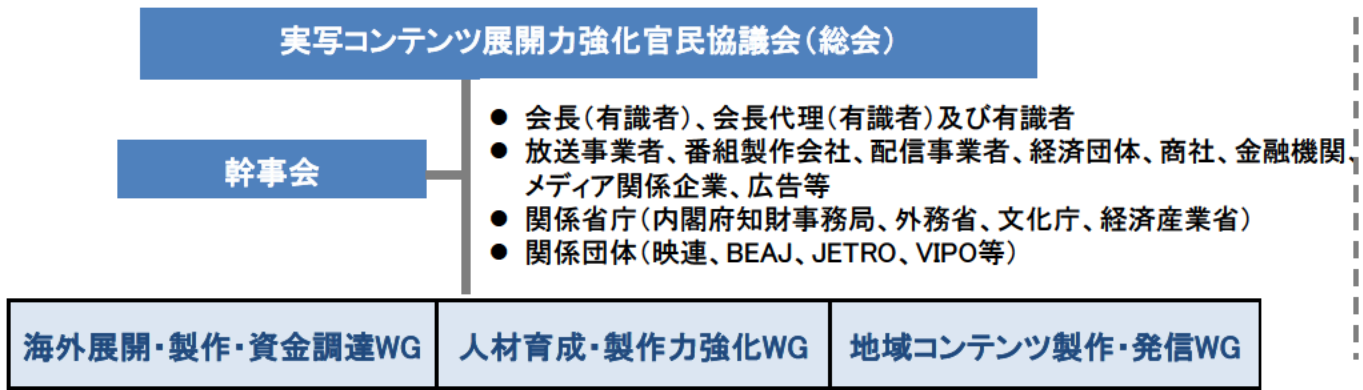 実写コンテンツ展開力強化官民協議会(総会)
● 会長(有識者)、会長代理(有識者)及び有識者
● 放送事業者、番組製作会社、配信事業者、経済団体、商社、金融機関、
メディア関係企業、広告等
● 関係省庁(内閣府知財事務局、外務省、文化庁、経済産業省)
● 関係団体(映連、BEAJ、JETRO、VIPO等)
幹事会
海外展開・製作・資金調達WG
人材育成・製作力強化WG
地域コンテンツ製作・発信WG